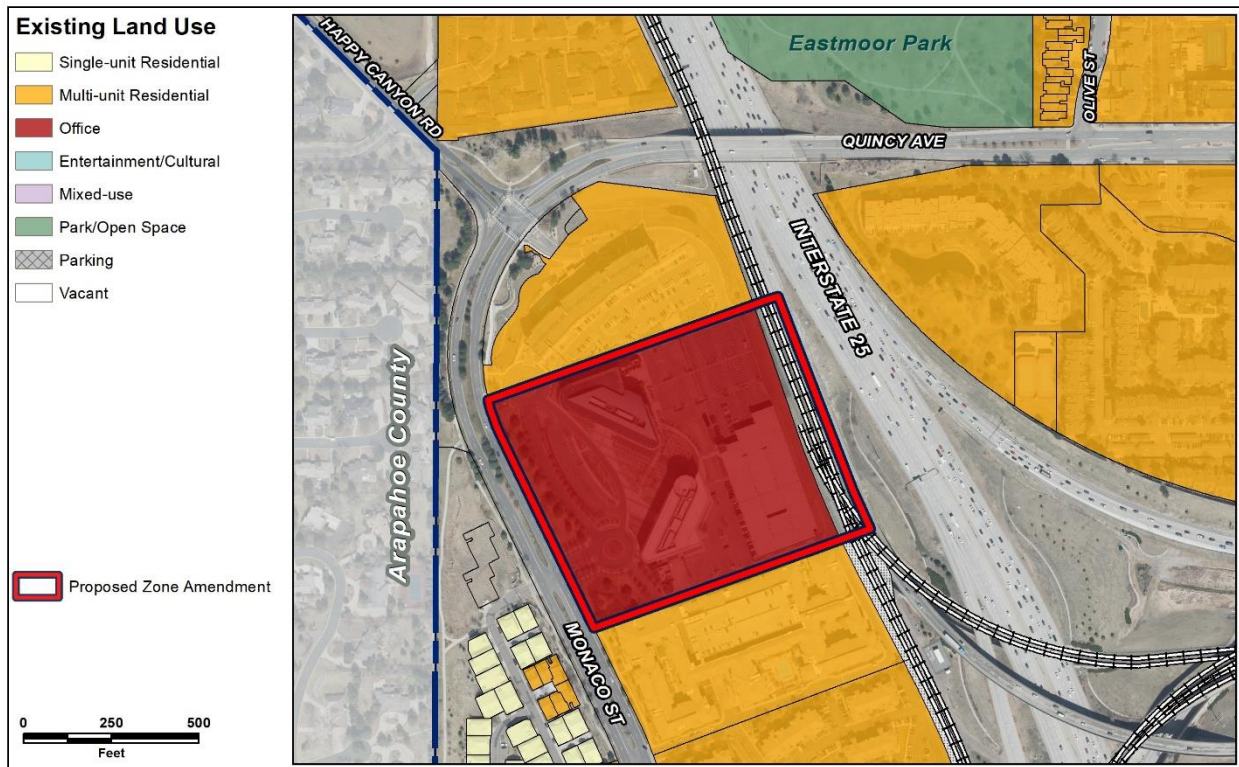 Existing Land Use
Single-unit Residential
Multi-unit Residential
Office
Entertainment/Cultural
Mixed-use
Park/Open Space
Parking
Vacant
Proposed Zone Amendment
0 250 500
Feet
HAPPY CANYON RD
Eastmoor Park
OLIVE ST
QUINCY AVE
INTERSTATE 25
Arapahoe County
MONACO ST